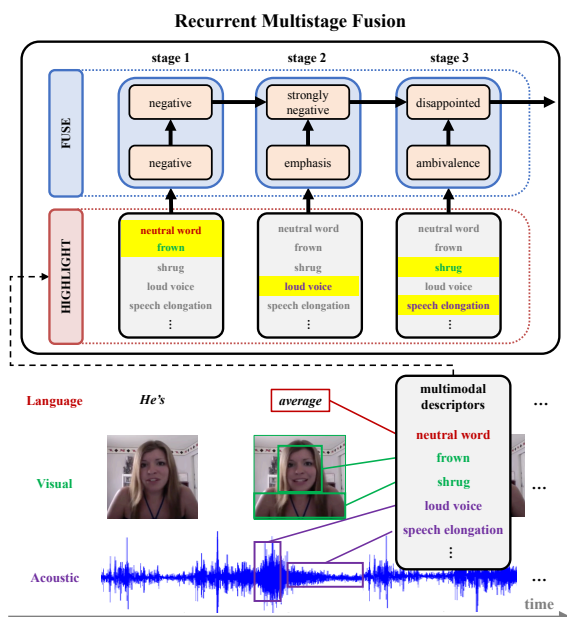 Recurrent Multistage Fusion
stage 1
stage 2
stage 3
FUSE
negative
strongly
negative
disappointed
negative
emphasis
ambivalence
HIGHLIGHT
neutral word
frown
shrug
loud voice
speech elongation
⋮
neutral word
frown
shrug
loud voice
speech elongation
⋮
neutral word
frown
shrug
loud voice
speech elongation
⋮
Language
He's
average
...
multimodal
descriptors
neutral word
frown
shrug
loud voice
speech elongation
⋮
Visual
...
Acoustic
...
time